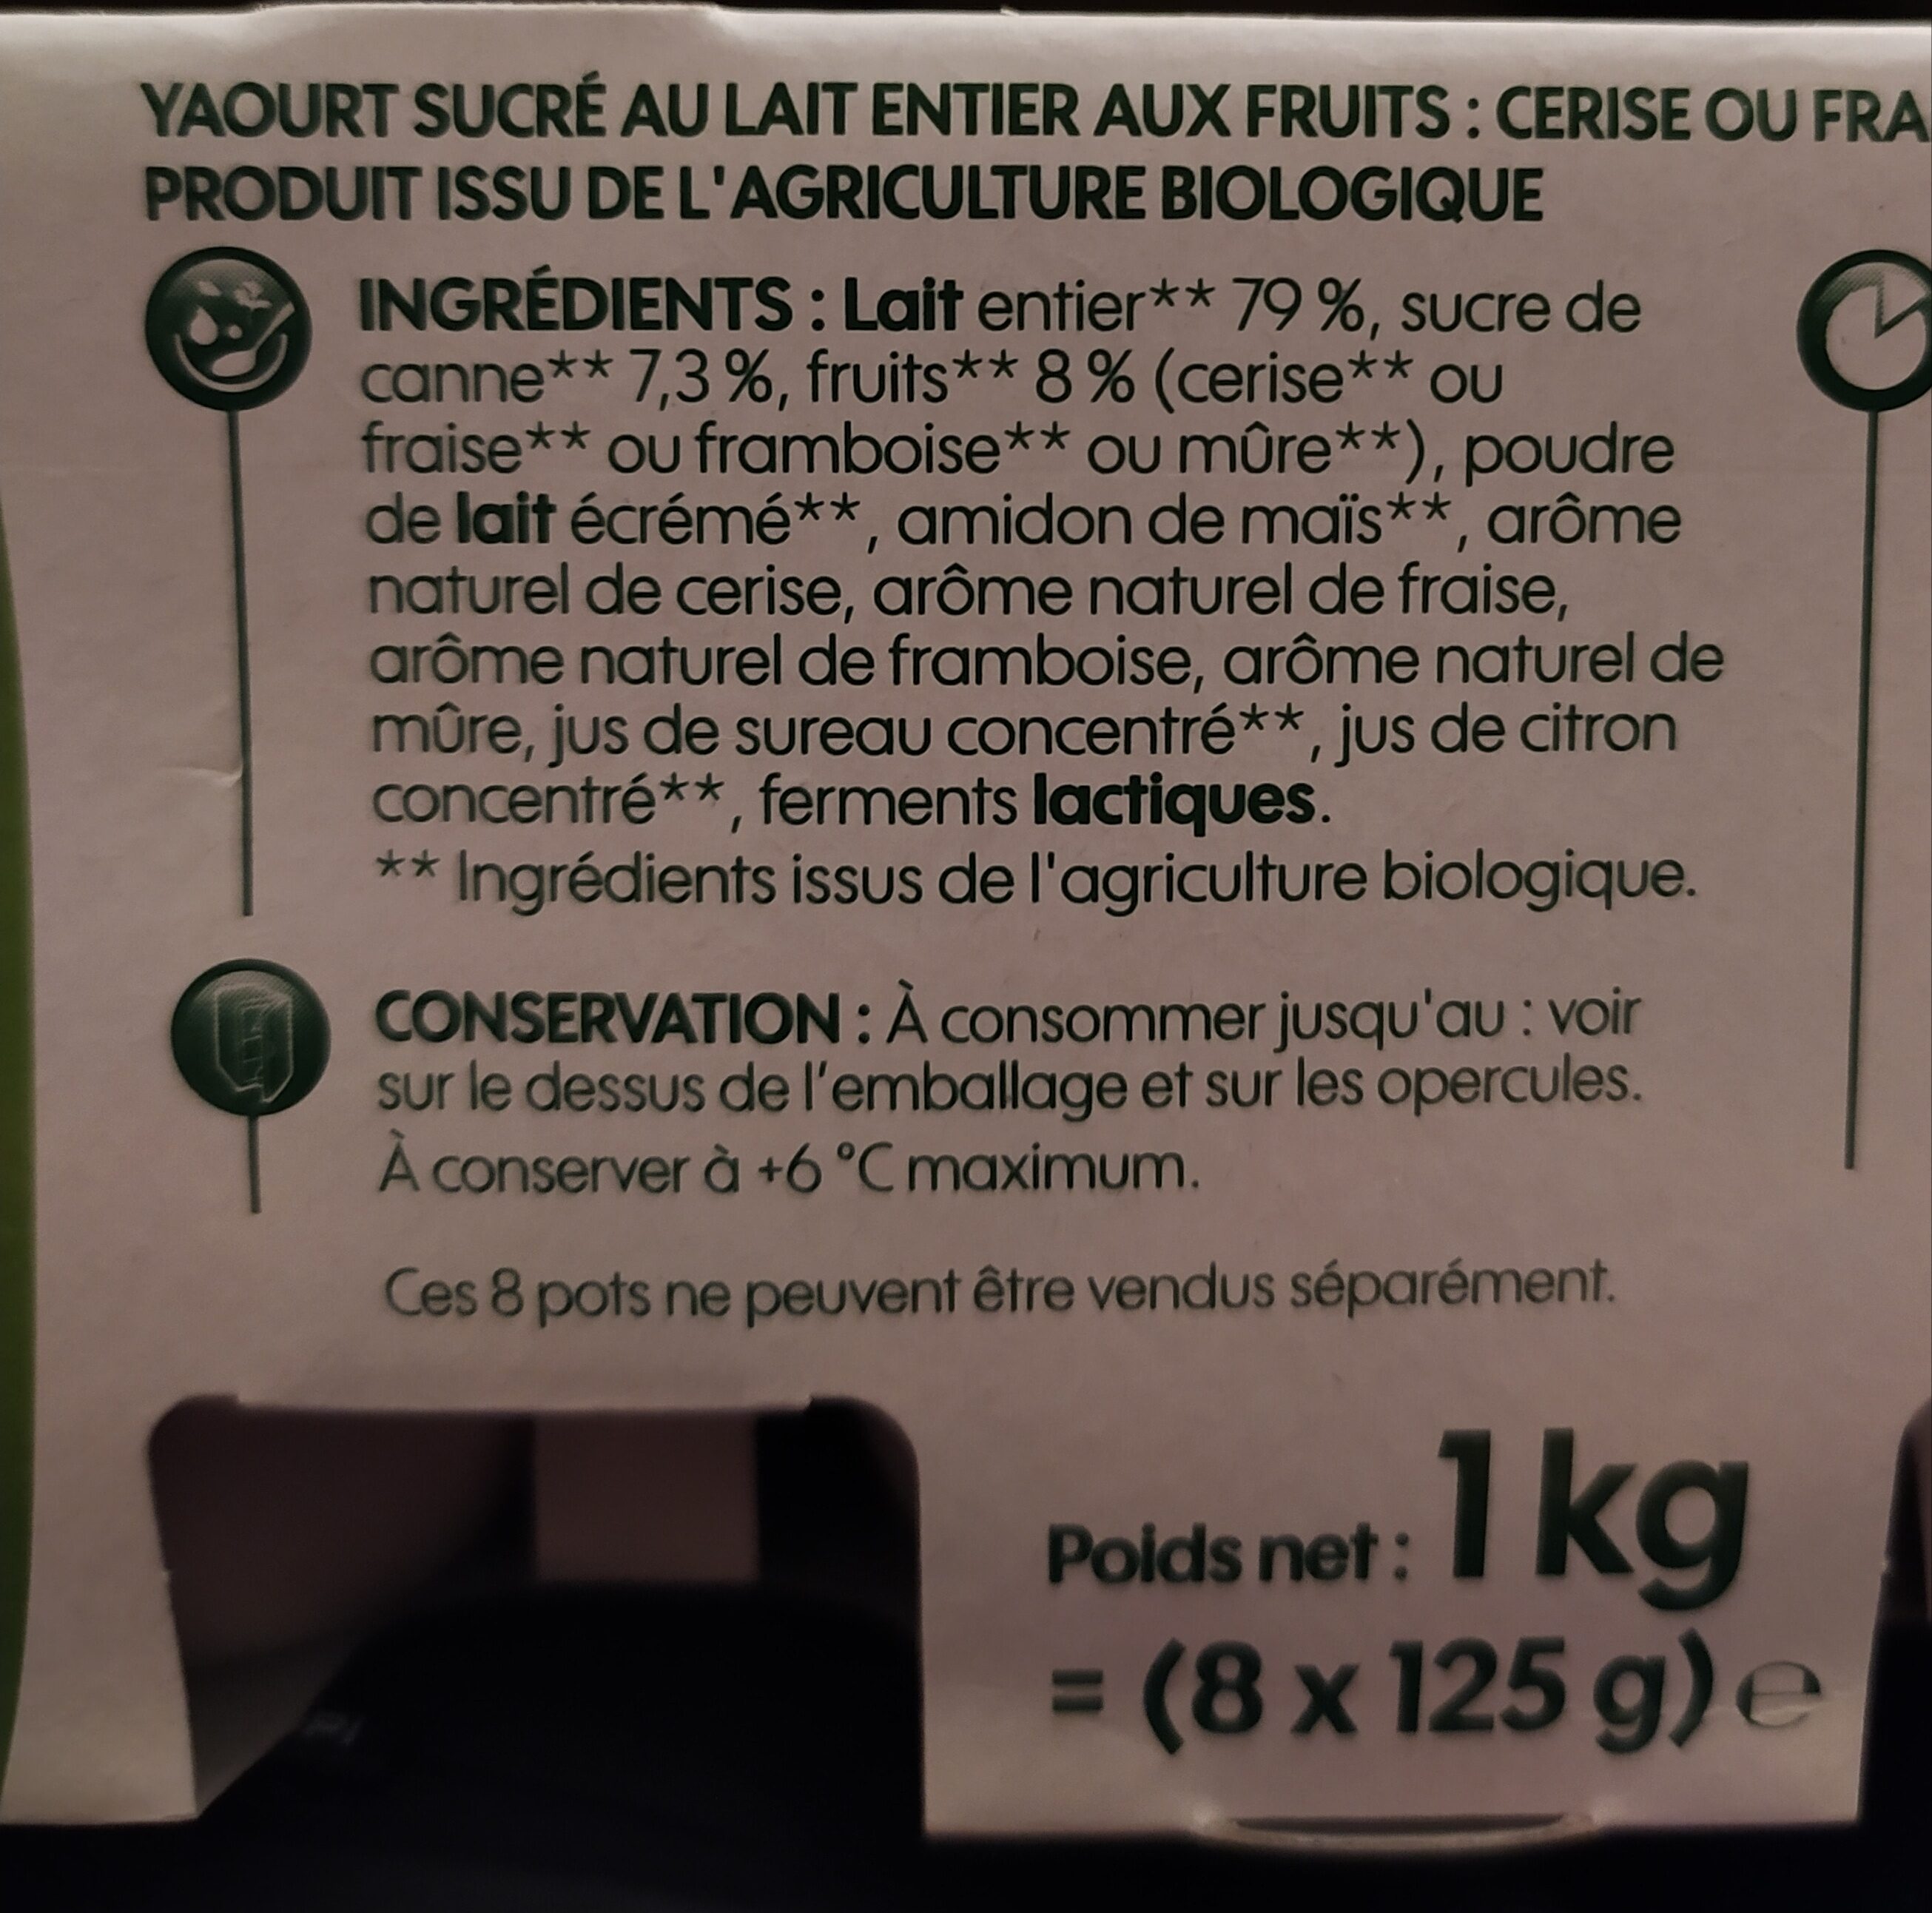 YAOURT SUCRÉ AU LAIT ENTIER AUX FRUITS : CERISE OU FRA
PRODUIT ISSU DE L'AGRICULTURE BIOLOGIQUE
INGRÉDIENTS : Lait entier** 79 %, sucre de
canne** 7,3 %, fruits** 8 % (cerise** ou
fraise** ou framboise** ou mûre**), poudre
de lait écrémé**, amidon de maïs**, arôme
naturel de cerise, arôme naturel de fraise,
arôme naturel de framboise, arôme naturel de
mûre, jus de sureau concentré**, jus de citron
concentré**, ferments lactiques.
** Ingrédients issus de l'agriculture biologique.
CONSERVATION : À consommer jusqu'au : voir
sur le dessus de l'emballage et sur les opercules.
À conserver à +6 °C maximum.
Ces 8 pots ne peuvent être vendus séparément.
Poids net : 1 kg
= (8 x 125 g) ℮